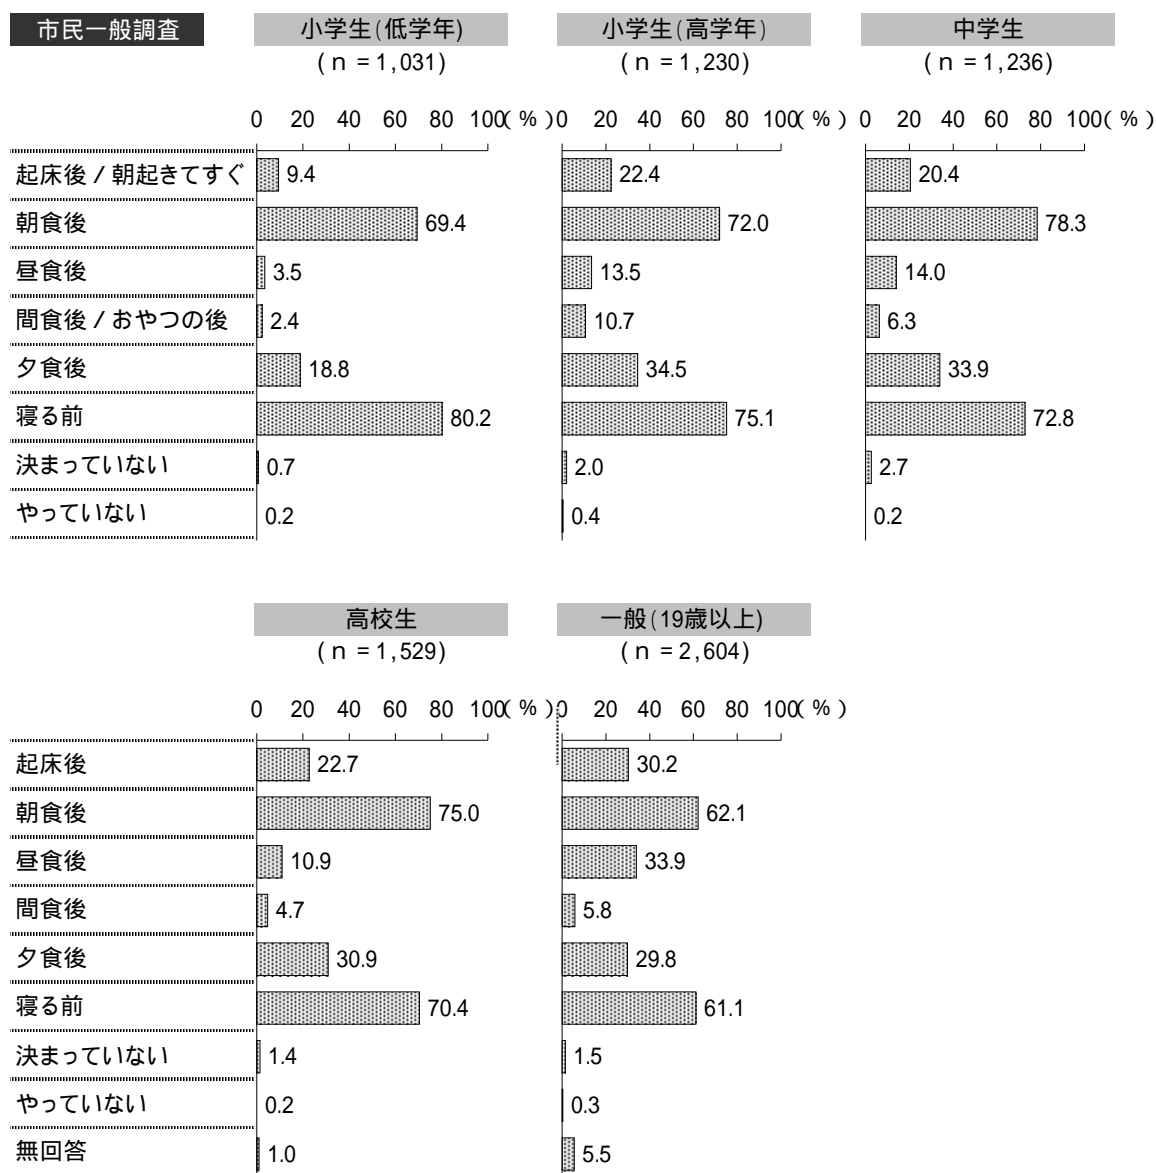 市民一般調査 小学生(低学年) 小学生(高学年) 中学生
(n=1,031) (n=1,230) (n=1,236)
0 20 40 60 80 100(%) 0 20 40 60 80 100(%) 0 20 40 60 80 100(%)
起床後/朝起きてすぐ 9.4 22.4 20.4
朝食後 69.4 72.0 78.3
昼食後 3.5 13.5 14.0
間食後/おやつの後 2.4 10.7 6.3
夕食後 18.8 34.5 33.9
寝る前 80.2 75.1 72.8
決まっていない 0.7 2.0 2.7
やっていない 0.2 0.4 0.2
高校生 一般(19歳以上)
(n=1,529) (n=2,604)
0 20 40 60 80 100(%) 0 20 40 60 80 100(%)
起床後 22.7 30.2
朝食後 75.0 62.1
昼食後 10.9 33.9
間食後 4.7 5.8
夕食後 30.9 29.8
寝る前 70.4 61.1
決まっていない 1.4 1.5
やっていない 0.2 0.3
無回答 1.0 5.5